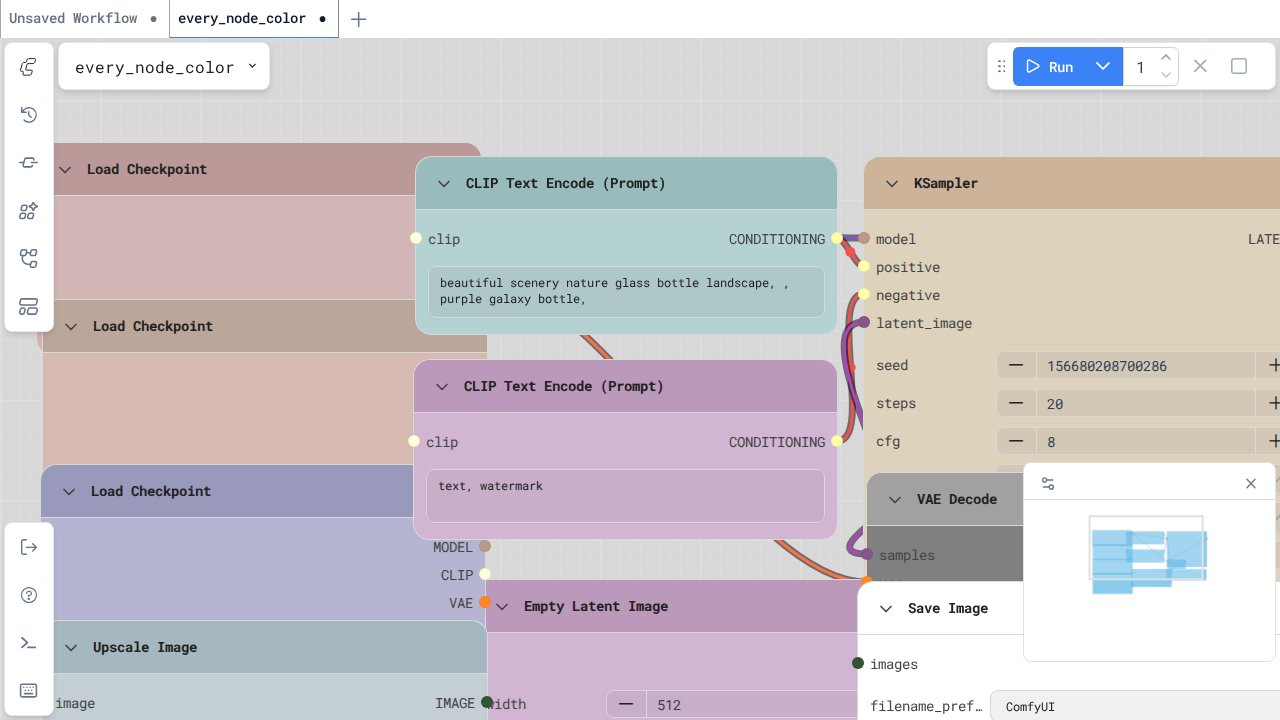 Unsaved Workflow
every_node_color
every_node_color
Run
1
Load Checkpoint
CLIP Text Encode (Prompt)
clip
CONDITIONING
beautiful scenery nature glass bottle landscape, ,
purple galaxy bottle,
KSampler
model
LATE
positive
negative
latent_image
seed
156680208700286
steps
20
cfg
8
Load Checkpoint
CLIP Text Encode (Prompt)
clip
CONDITIONING
text, watermark
Load Checkpoint
MODEL
CLIP
VAE
VAE Decode
samples
Empty Latent Image
width
512
Save Image
images
filename_pref…
ComfyUI
Upscale Image
image
IMAGE